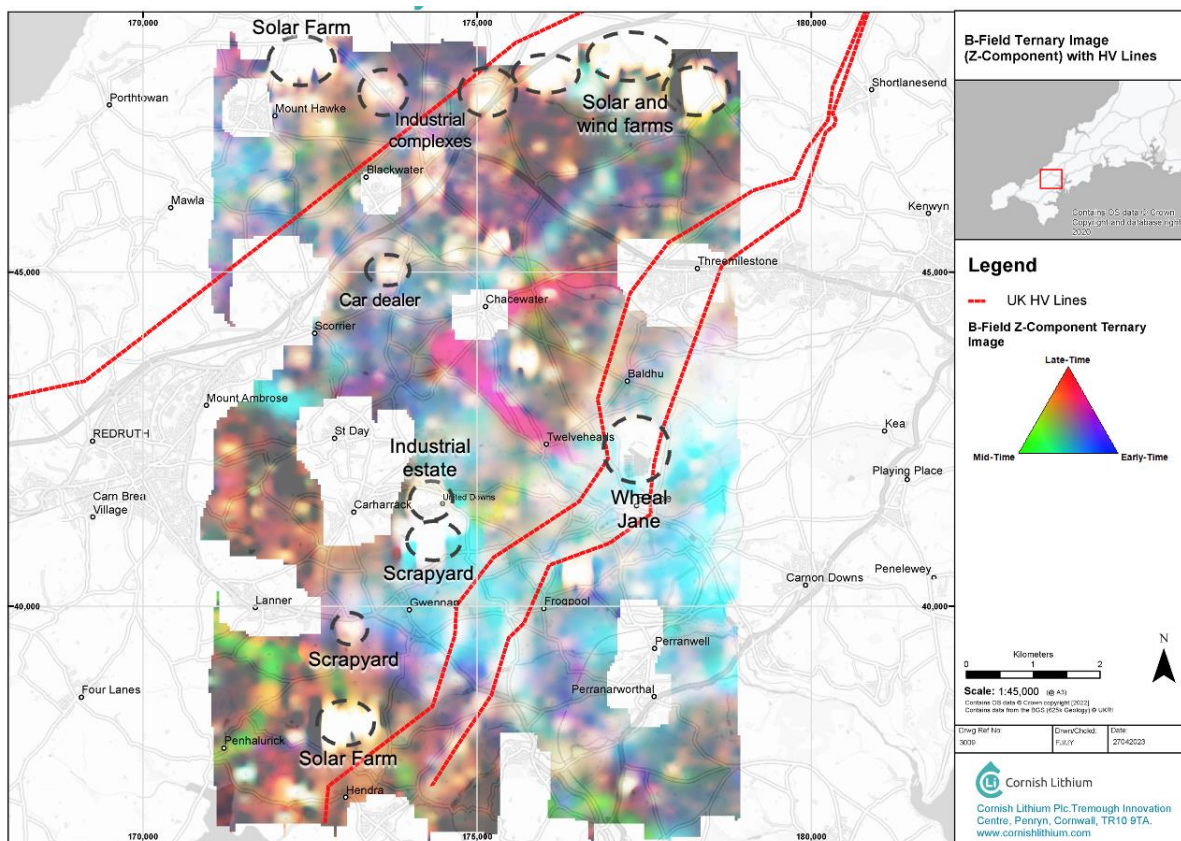 170,000
175,000
180,000
Solar Farm
Porthtowan
Mount Hawke
Industrial
complexes
Solar and
wind farms
Shortlanesend
Blackwater
Mawla
Kenwyn
45,000
45,000
Threemilestone
Car dealer
Chacewater
Scorrier
Baldhu
Mount Ambrose
REDRUTH
St Day
Twelveheads
Kea
Industrial
estate
Playing Place
Carn Brea
Village
Carharrack
United Downs
Wheal
Jane
Scrapyard
Carnon Downs
Penelewey
Lanner
Gwennap
Frogpool
40,000
40,000
Scrapyard
Perranwell
Four Lanes
Perranarworthal
Penhalurick
Solar Farm
Hendra
170,000
175,000
180,000
B-Field Ternary Image
(Z-Component) with HV Lines
Contains OS data © Crown
Copyright and database right
2020
Legend
UK HV Lines
B-Field Z-Component Ternary
Image
Late-Time
Mid-Time
Early-Time
N
Kilometers
0 1 2
Scale: 1:45,000 (@ A3)
Contains OS data © Crown copyright [2022]
Contains data from the BGS (625k Geology) © UKRI
Drwg Ref No:
3009
Drwn/Chckd:
Date:
27042023
Li Cornish Lithium
Cornish Lithium Plc.Tremough Innovation
Centre, Penryn, Cornwall, TR10 9TA.
www.cornishlithium.com